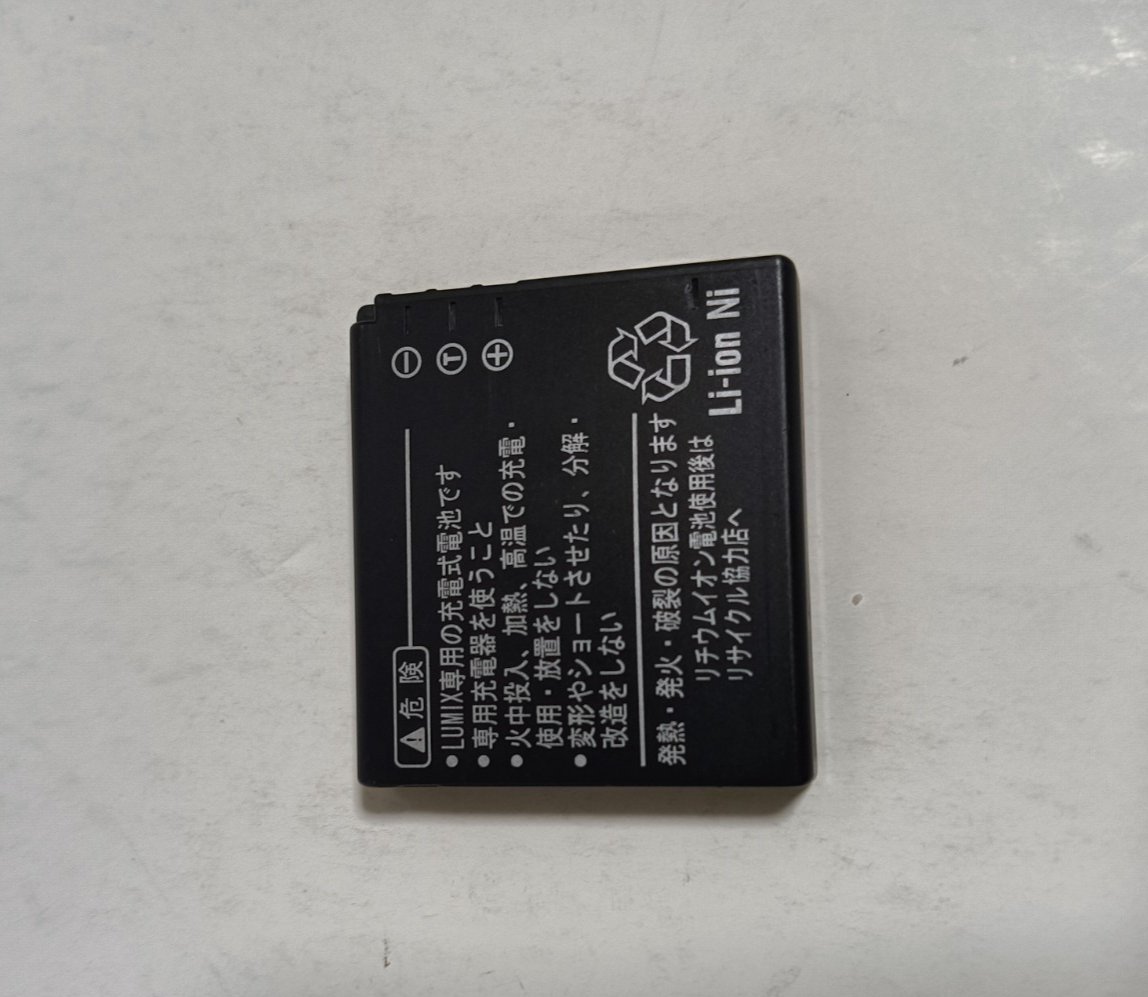 ⚠危険
●LUMIX専用の充電式電池です
●専用充電器を使うこと
●火中投入、加熱、高温での充電・
使用・放置をしない
●変形やショートさせたり、分解・
改造をしない
発熱・発火・破裂の原因となります
リチウムイオン電池使用後は
リサイクル協力店へ
⊖
Ⓣ
⊕
Li-ion Ni